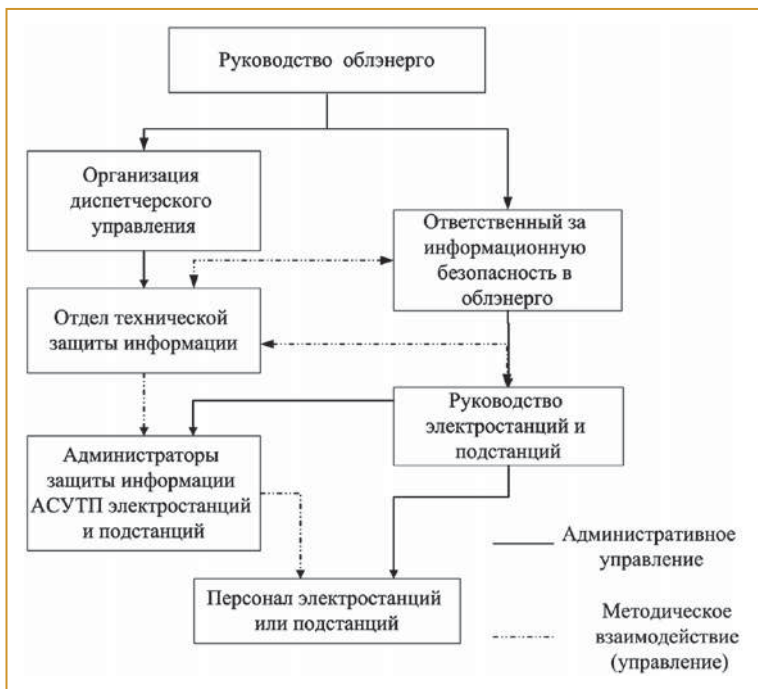 Руководство облэнерго
Организация
диспетчерского
управления
Ответственный за
информационную
безопасность в
облэнерго
Отдел технической
защиты информации
Руководство
электростанций и
подстанций
Администраторы
защиты информации
АСУТП электростанций
и подстанций
Административное
управление
Персонал электростанций
или подстанций
Методическое
взаимодействие
(управление)